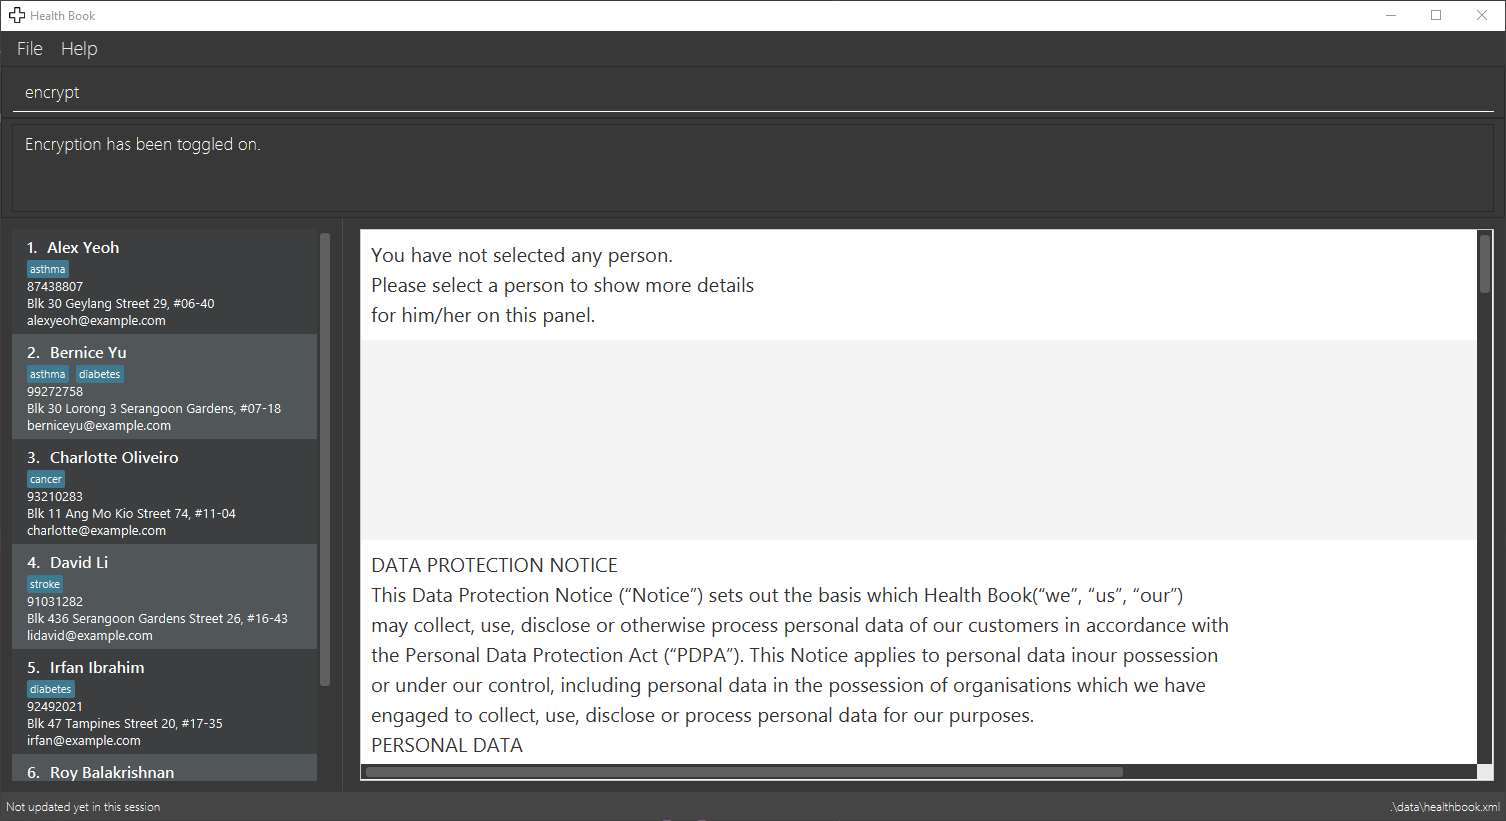 Health Book
File Help
encrypt
Encryption has been toggled on.
1. Alex Yeoh
asthma
87438807
Blk 30 Geylang Street 29, #06-40
alexyeoh@example.com
2. Bernice Yu
asthma diabetes
99272758
Blk 30 Lorong 3 Serangoon Gardens, #07-18
berniceyu@example.com
3. Charlotte Oliveiro
cancer
93210283
Blk 11 Ang Mo Kio Street 74, #11-04
charlotte@example.com
4. David Li
stroke
91031282
Blk 436 Serangoon Gardens Street 26, #16-43
lidavid@example.com
5. Irfan Ibrahim
diabetes
92492021
Blk 47 Tampines Street 20, #17-35
irfan@example.com
6. Roy Balakrishnan
You have not selected any person.
Please select a person to show more details
for him/her on this panel.
DATA PROTECTION NOTICE
This Data Protection Notice (“Notice”) sets out the basis which Health Book(“we”, “us”, “our”)
may collect, use, disclose or otherwise process personal data of our customers in accordance with
the Personal Data Protection Act (“PDPA”). This Notice applies to personal data inour possession
or under our control, including personal data in the possession of organisations which we have
engaged to collect, use, disclose or process personal data for our purposes.
PERSONAL DATA
Not updated yet in this session
.\data\healthbook.xml